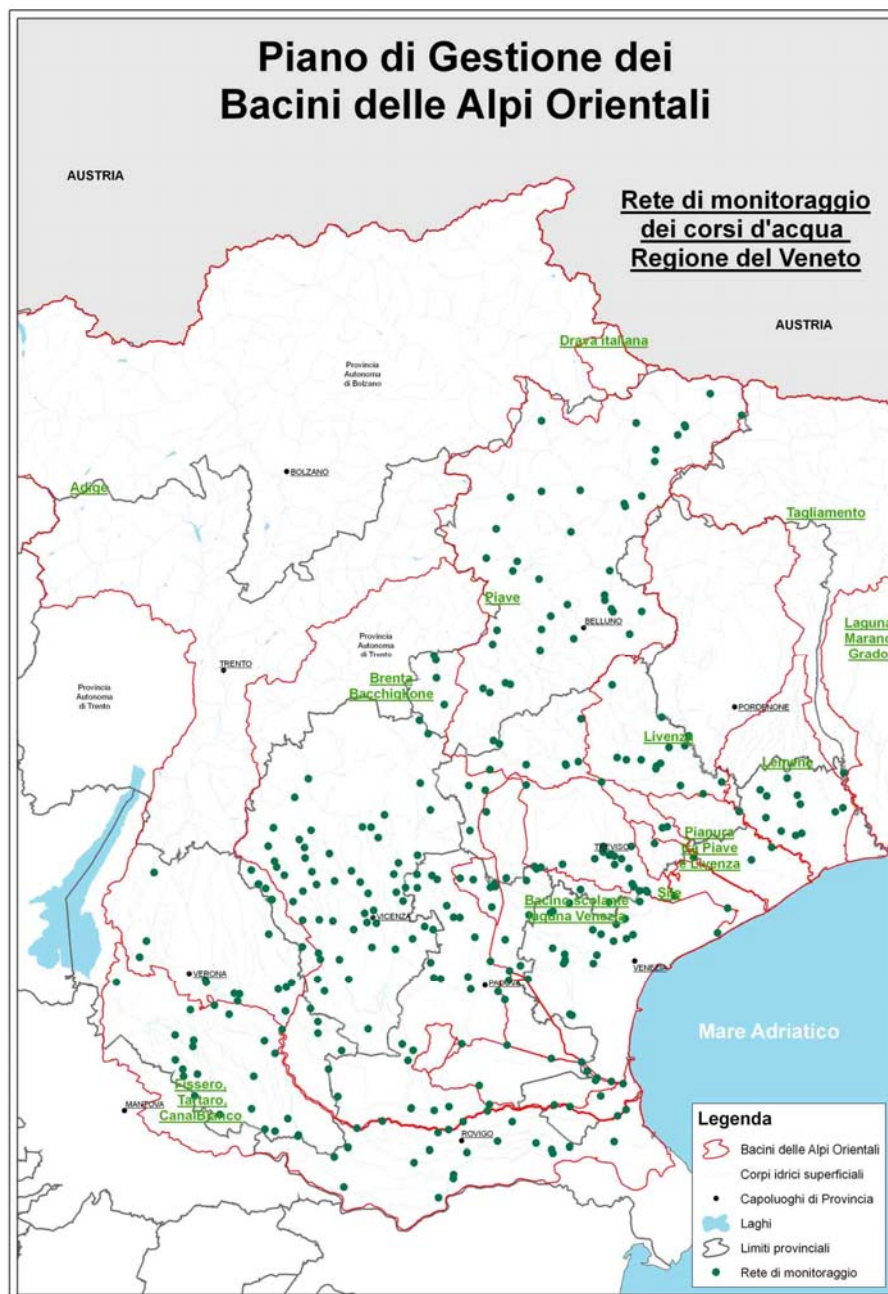 Piano di Gestione dei
Bacini delle Alpi Orientali
AUSTRIA
Rete di monitoraggio
dei corsi d'acqua
Regione del Veneto
AUSTRIA
Drava Italiana
Provincia
Autonoma
di Bolzano
BOLZANO
Adige
Tagliamento
Piave
BELLUNO
Laguna
Marano
Grado
Provincia
Autonoma
di Trento
TRENTO
Brenta
Bacchiglione
Provincia
Autonoma
di Trento
PORDENONE
Livenza
Lemene
TREVISO
Pianura
tra Piave
e Livenza
Sile
Bacino scolante
laguna Venezia
VICENZA
VENEZIA
VERONA
PADOVA
Mare Adriatico
Fissero,
Tartaro,
CanalBianco
MANTOVA
ROVIGO
Legenda
Bacini delle Alpi Orientali
Corpi idrici superficiali
Capoluoghi di Provincia
Laghi
Limiti provinciali
Rete di monitoraggio